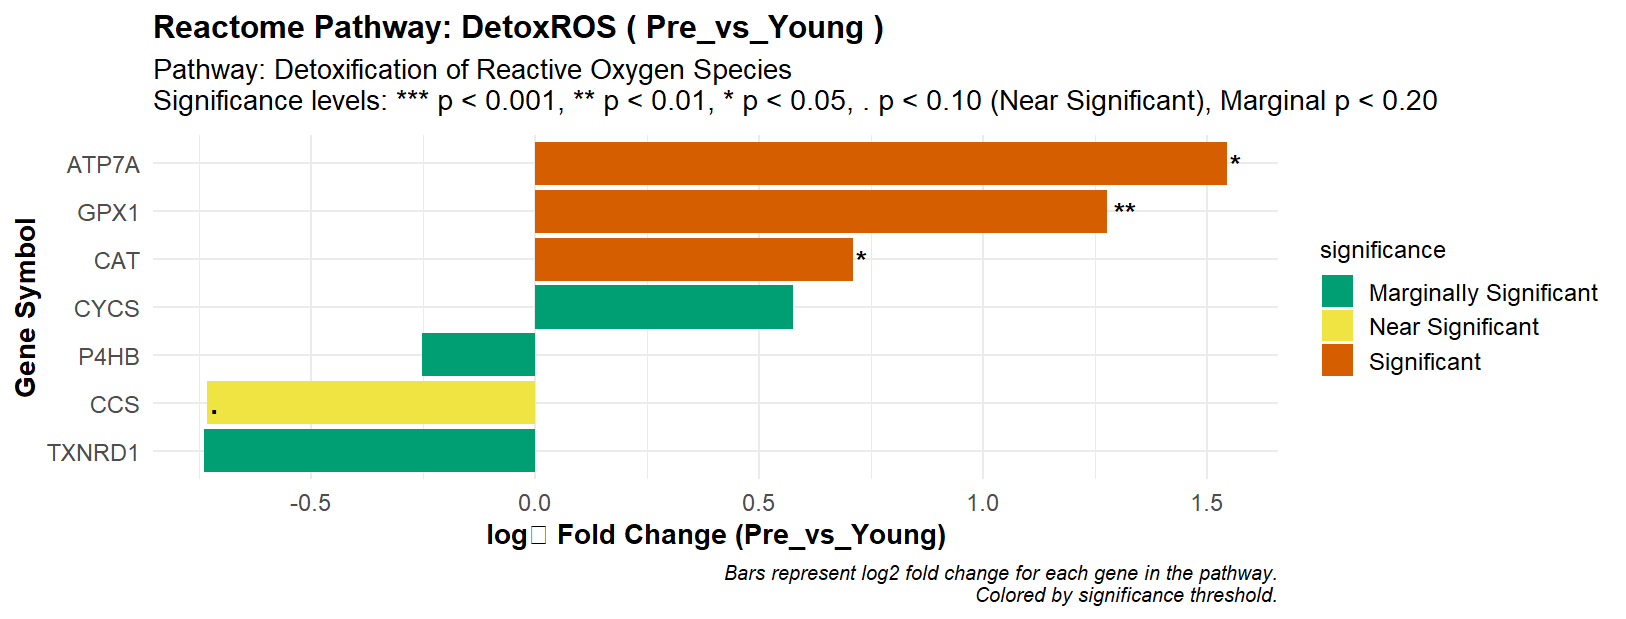 Reactome Pathway: DetoxROS ( Pre_vs_Young )
Pathway: Detoxification of Reactive Oxygen Species
Significance levels: *** p < 0.001, ** p < 0.01, * p < 0.05, . p < 0.10 (Near Significant), Marginal p < 0.20
Gene Symbol
ATP7A
*
GPX1
**
CAT
*
CYCS
P4HB
CCS
.
TXNRD1
-0.5 0.0 0.5 1.0 1.5
log□ Fold Change (Pre_vs_Young)
significance
Marginally Significant
Near Significant
Significant
Bars represent log2 fold change for each gene in the pathway.
Colored by significance threshold.